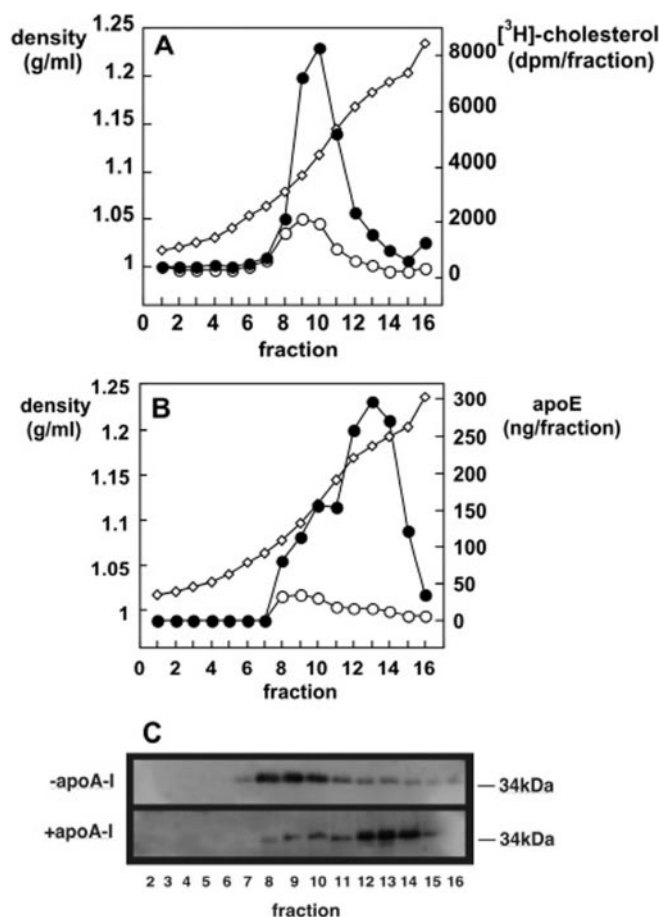 density
(g/ml)
A
[³H]-cholesterol
(dpm/fraction)
1.25
1.2
1.15
1.1
1.05
1
8000
6000
4000
2000
0
0 2 4 6 8 10 12 14 16
fraction
density
(g/ml)
B
apoE
(ng/fraction)
1.25
1.2
1.15
1.1
1.05
1
300
250
200
150
100
50
0
0 2 4 6 8 10 12 14 16
fraction
C
-apoA-I
34kDa
+apoA-I
34kDa
2 3 4 5 6 7 8 9 10 11 12 13 14 15 16
fraction